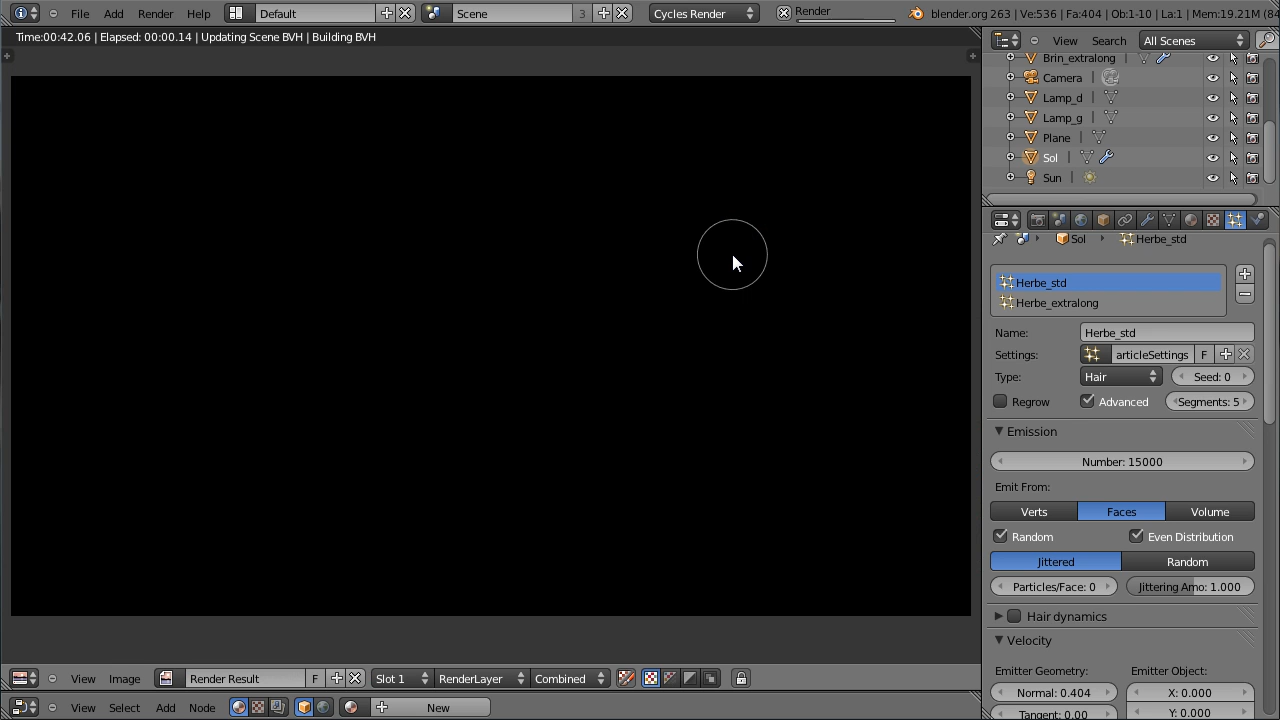 File Add Render Help Default Scene 3 Cycles Render Render blender.org 263 | Ve:536 | Fa:404 | Ob:1-10 | La:1 | Mem:19.21M (84
Time:00:42.06 | Elapsed: 00:00.14 | Updating Scene BVH | Building BVH
View Search All Scenes
Brin_extralong
Camera
Lamp_d
Lamp_g
Plane
Sol
Sun
Sol Herbe_std
Herbe_std
Herbe_extralong
Name: Herbe_std
Settings: articleSettings F
Type: Hair Seed: 0
Regrow Advanced Segments: 5
Emission
Number: 15000
Emit From:
Verts Faces Volume
Random Even Distribution
Jittered Random
Particles/Face: 0 Jittering Amo: 1.000
Hair dynamics
Velocity
Emitter Geometry: Emitter Object:
Normal: 0.404 X: 0.000
Tangent: 0.00 Y: 0.000
View Image Render Result F Slot 1 RenderLayer Combined
View Select Add Node New